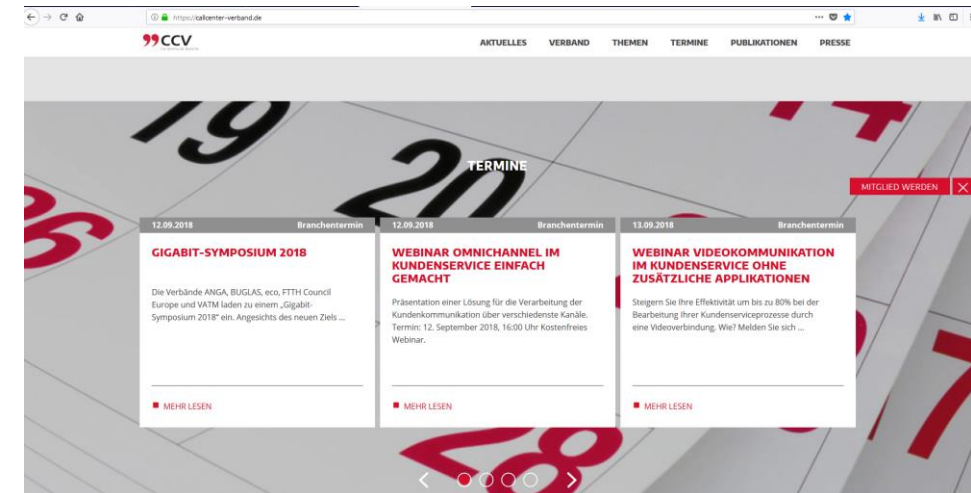 https://callcenter-verband.de
CCV
AKTUELLES VERBAND THEMEN TERMINE PUBLIKATIONEN PRESSE
19
20
14
06
28
17
TERMINE
MITGLIED WERDEN
12.09.2018 Branchentermin
GIGABIT-SYMPOSIUM 2018
Die Verbände ANGA, BUGLAS, eco, FTTH Council
Europe und VATM laden zu einem „Gigabit-
Symposium 2018" ein. Angesichts des neuen Ziels ...
MEHR LESEN
12.09.2018 Branchentermin
WEBINAR OMNICHANNEL IM
KUNDENSERVICE EINFACH
GEMACHT
Präsentation einer Lösung für die Verarbeitung der
Kundenkommunikation über verschiedenste Kanäle.
Termin: 12. September 2018, 16:00 Uhr Kostenfreies
Webinar.
MEHR LESEN
13.09.2018 Branchentermin
WEBINAR VIDEOKOMMUNIKATION
IM KUNDENSERVICE OHNE
ZUSÄTZLICHE APPLIKATIONEN
Steigern Sie Ihre Effektivität um bis zu 80% bei der
Bearbeitung Ihrer Kundenserviceprozesse durch
eine Videoverbindung. Wie? Melden Sie sich ...
MEHR LESEN